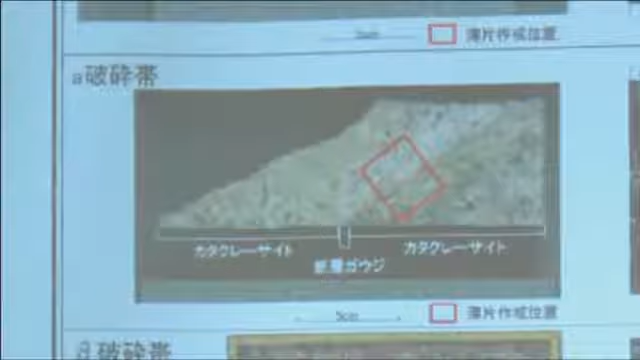 薄片作成位置
a破砕帯
カタクレーサイト
カタクレーサイト
断層ガウジ
5cm
薄片作成位置
破砕帯